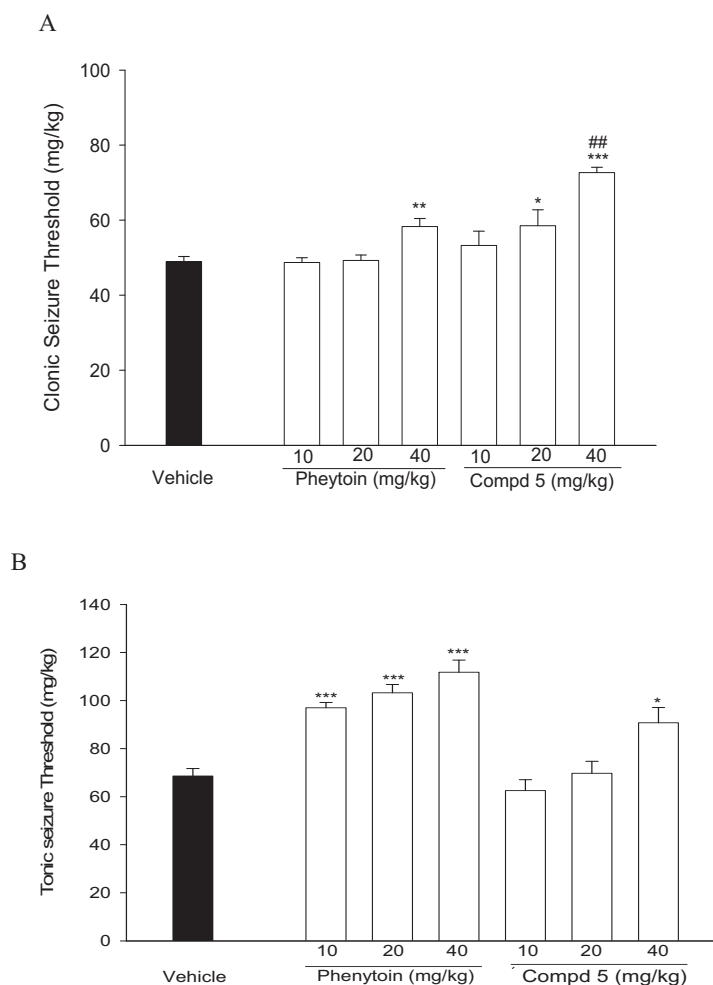 A
Clonic Seizure Threshold (mg/kg)
100
80
60
40
20
0
**
*
##
***
10 20 40 10 20 40
Vehicle
Pheytoin (mg/kg) Compd 5 (mg/kg)
B
Tonic seizure Threshold (mg/kg)
140
120
100
80
60
40
20
0
***
***
***
*
10 20 40 10 20 40
Vehicle Phenytoin (mg/kg) Compd 5 (mg/kg)